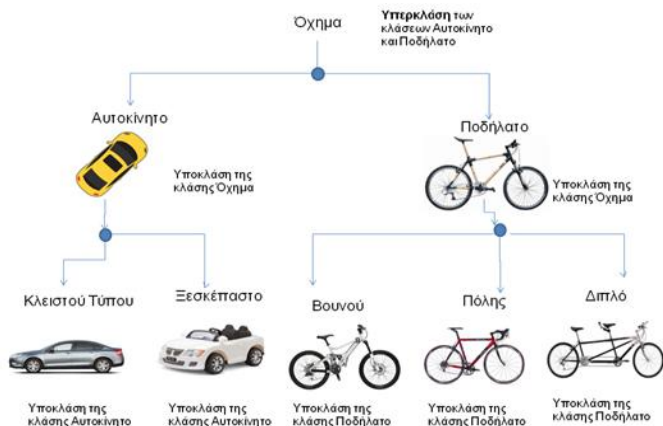 Όχημα
Υπερκλάση των
κλάσεων Αυτοκίνητο
και Ποδήλατο
Αυτοκίνητο
Ποδήλατο
Υποκλάση της
κλάσης Όχημα
Υποκλάση της
κλάσης Όχημα
Κλειστού Τύπου
Ξεσκέπαστο
Βουνού
Πόλης
Διπλό
Υποκλάση της
κλάσης Αυτοκίνητο
Υποκλάση της
κλάσης Αυτοκίνητο
Υποκλάση της
κλάσης Ποδήλατο
Υποκλάση της
κλάσης Ποδήλατο
Υποκλάση της
κλάσης Ποδήλατο